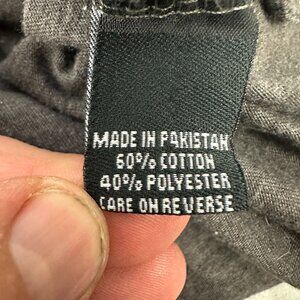 MADE IN PAKISTAN
60% COTTON
40% POLYESTER
CARE ON REVERSE